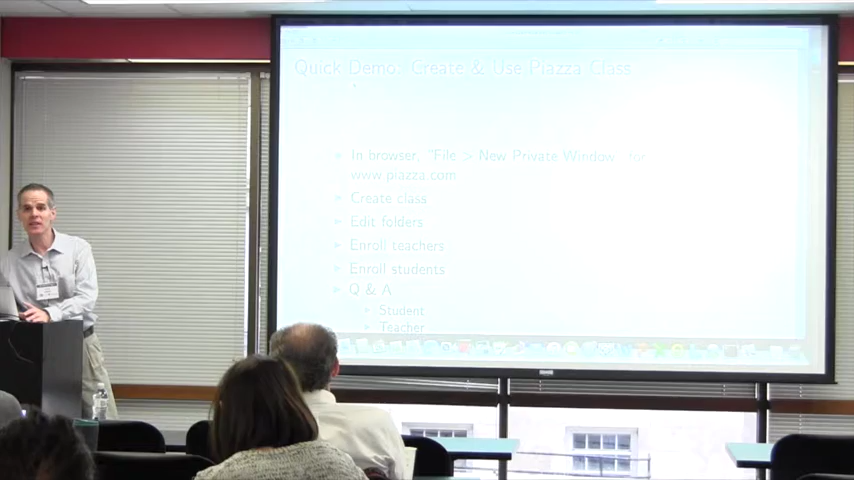 Quick Demo: Create & Use Piazza Class
In browser, "File > New Private Window" for
www.piazza.com
Create class
Edit folders
Enroll teachers
Enroll students
Q & A
Student
Teacher